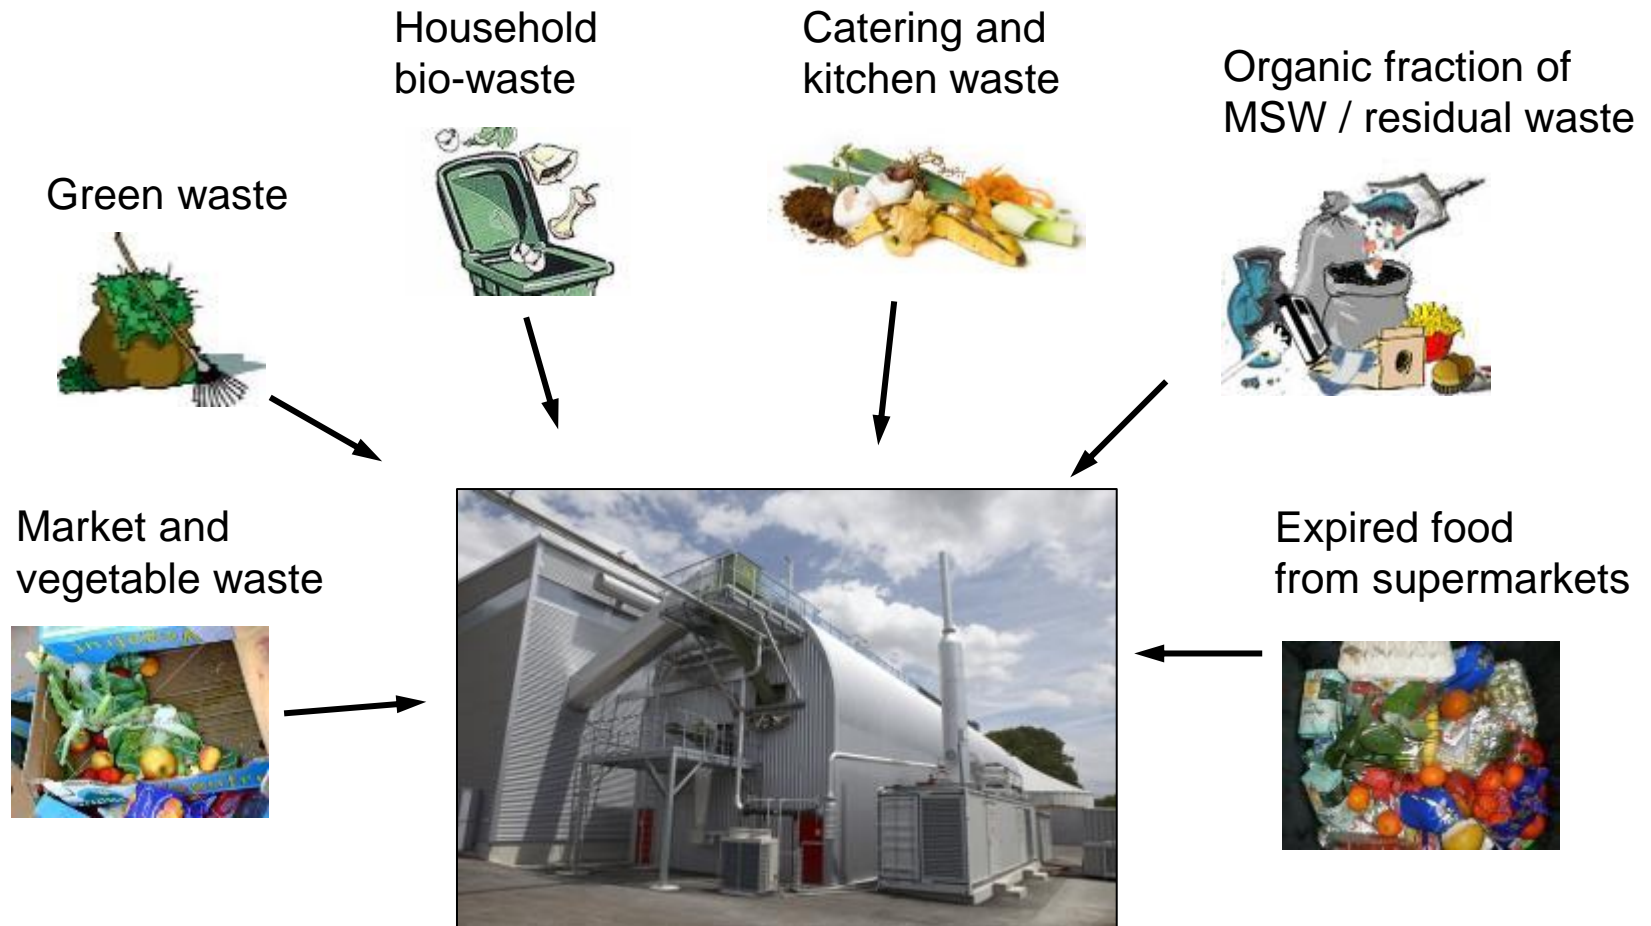 Household
bio-waste
Catering and
kitchen waste
Organic fraction of
MSW / residual waste
Green waste
Market and
vegetable waste
Expired food
from supermarkets